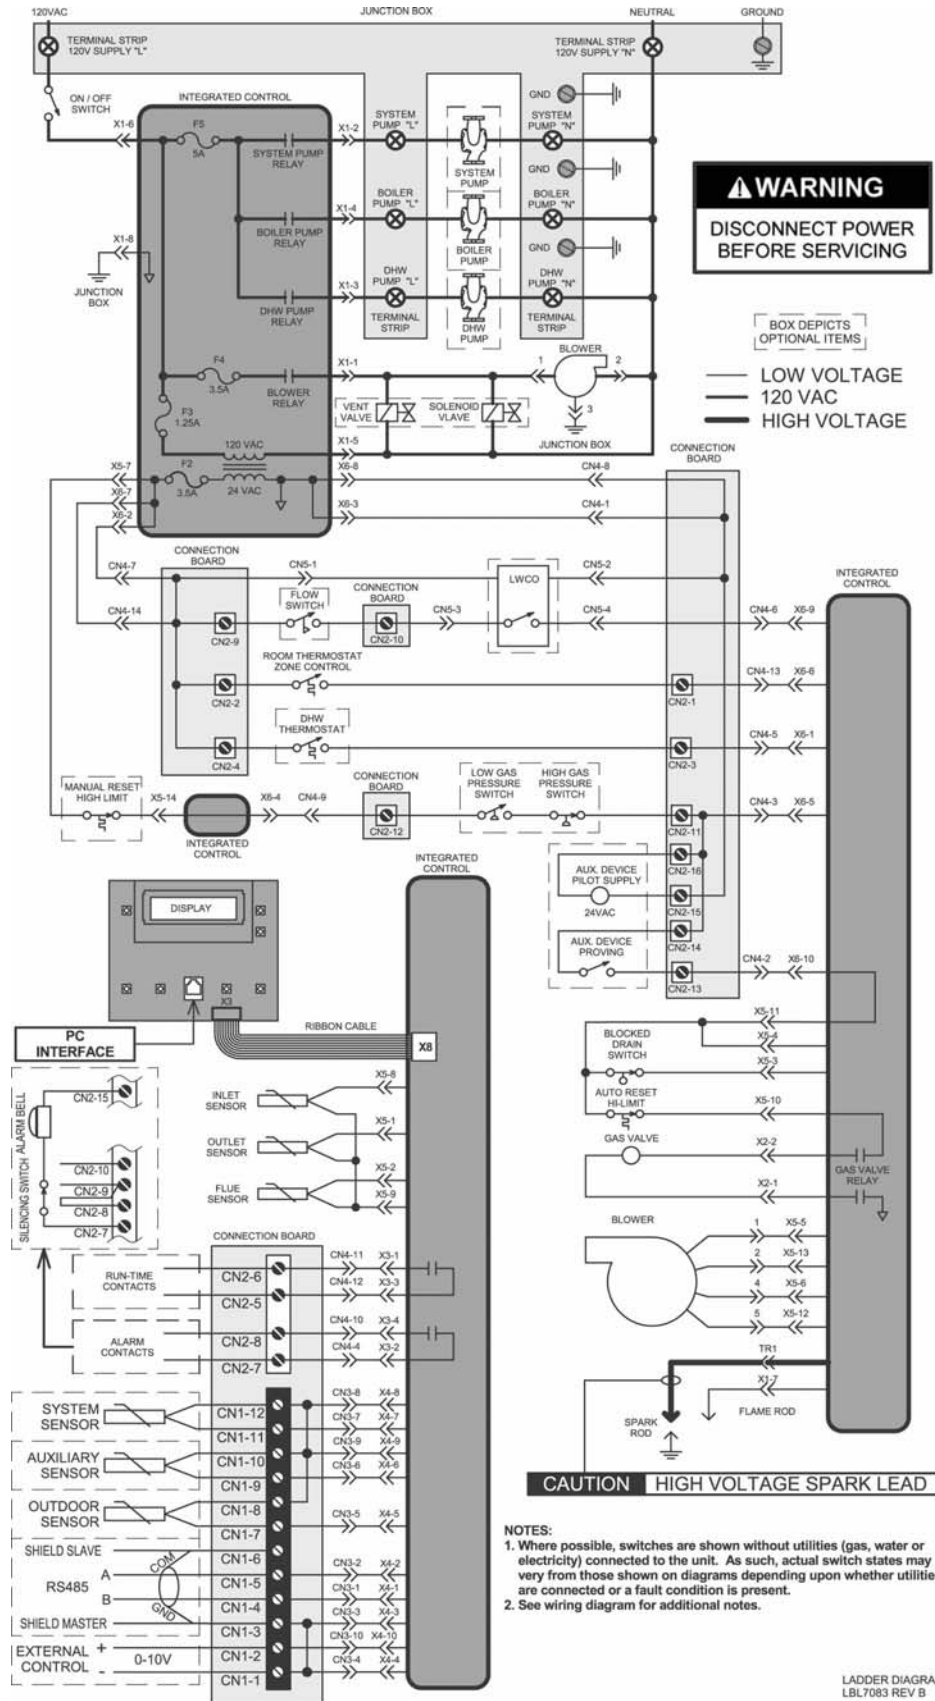 120VAC
JUNCTION BOX
NEUTRAL
GROUND
TERMINAL STRIP
120V SUPPLY "L"
TERMINAL STRIP
120V SUPPLY "N"
ON / OFF
SWITCH
X1-6
INTEGRATED CONTROL
F5
5A
SYSTEM PUMP
RELAY
X1-2
SYSTEM
PUMP "L"
SYSTEM
PUMP
GND
SYSTEM
PUMP "N"
GND
BOILER PUMP
RELAY
X1-4
BOILER
PUMP "L"
BOILER
PUMP
BOILER
PUMP "N"
GND
X1-8
JUNCTION
BOX
DHW PUMP
RELAY
X1-3
DHW
PUMP "L"
TERMINAL
STRIP
DHW
PUMP
DHW
PUMP "N"
TERMINAL
STRIP
WARNING
DISCONNECT POWER
BEFORE SERVICING
BOX DEPICTS
OPTIONAL ITEMS
LOW VOLTAGE
120 VAC
HIGH VOLTAGE
F4
3.5A
BLOWER
RELAY
X1-1
BLOWER
1
2
3
F3
1.25A
VENT
VALVE
SOLENOID
VLAVE
JUNCTION BOX
120 VAC
X1-5
X5-7
F2
3.5A
24 VAC
X6-8
CN4-8
CONNECTION
BOARD
X6-7
X6-2
X6-3
CN4-1
CONNECTION
BOARD
CN4-7
CN5-1
LWCO
CN5-2
INTEGRATED
CONTROL
CN4-14
CN2-9
FLOW
SWITCH
CONNECTION
BOARD
CN2-10
CN5-3
CN5-4
CN4-6
X6-9
ROOM THERMOSTAT
ZONE CONTROL
CN2-2
CN2-1
CN4-13
X6-6
DHW
THERMOSTAT
CN2-4
CN2-3
CN4-5
X6-1
MANUAL RESET
HIGH LIMIT
X5-14
INTEGRATED
CONTROL
X6-4
CN4-9
CONNECTION
BOARD
CN2-12
LOW GAS
PRESSURE
SWITCH
HIGH GAS
PRESSURE
SWITCH
CN2-11
CN4-3
X6-5
CN2-16
AUX. DEVICE
PILOT SUPPLY
24VAC
CN2-15
CN2-14
AUX. DEVICE
PROVING
CN2-13
CN4-2
X6-10
INTEGRATED
CONTROL
DISPLAY
X3
RIBBON CABLE
X8
PC
INTERFACE
X5-11
X5-4
BLOCKED
DRAIN
SWITCH
X5-3
AUTO RESET
HI-LIMIT
X5-10
GAS VALVE
X2-2
GAS VALVE
RELAY
X2-1
SILENCING SWITCH
ALARM BELL
CN2-15
CN2-10
CN2-9
CN2-8
CN2-7
INLET
SENSOR
X5-8
OUTLET
SENSOR
X5-1
X5-2
FLUE
SENSOR
X5-9
BLOWER
1
X5-5
2
X5-13
4
X5-6
5
X5-12
TR1
X1-7
SPARK
ROD
FLAME ROD
CONNECTION BOARD
RUN-TIME
CONTACTS
CN2-6
CN4-11
X3-1
CN2-5
CN4-12
X3-3
ALARM
CONTACTS
CN2-8
CN4-10
X3-4
CN2-7
CN4-4
X3-2
SYSTEM
SENSOR
CN1-12
CN3-8
X4-8
CN1-11
CN3-7
X4-7
AUXILIARY
SENSOR
CN1-10
CN3-9
X4-9
CN1-9
CN3-6
X4-6
OUTDOOR
SENSOR
CN1-8
CN1-7
CN3-5
X4-5
SHIELD SLAVE
CN1-6
COM
RS485
A
CN1-5
CN3-2
X4-2
B
CN1-4
CN3-1
X4-1
GND
SHIELD MASTER
CN1-3
CN3-3
X4-3
EXTERNAL
CONTROL
+
-
0-10V
CN1-2
CN3-10
X4-10
CN1-1
CN3-4
X4-4
CAUTION HIGH VOLTAGE SPARK LEAD
NOTES:
1. Where possible, switches are shown without utilities (gas, water or
electricity) connected to the unit. As such, actual switch states may
very from those shown on diagrams depending upon whether utilitie
are connected or a fault condition is present.
2. See wiring diagram for additional notes.
LADDER DIAGRA
LBL7083 REV B